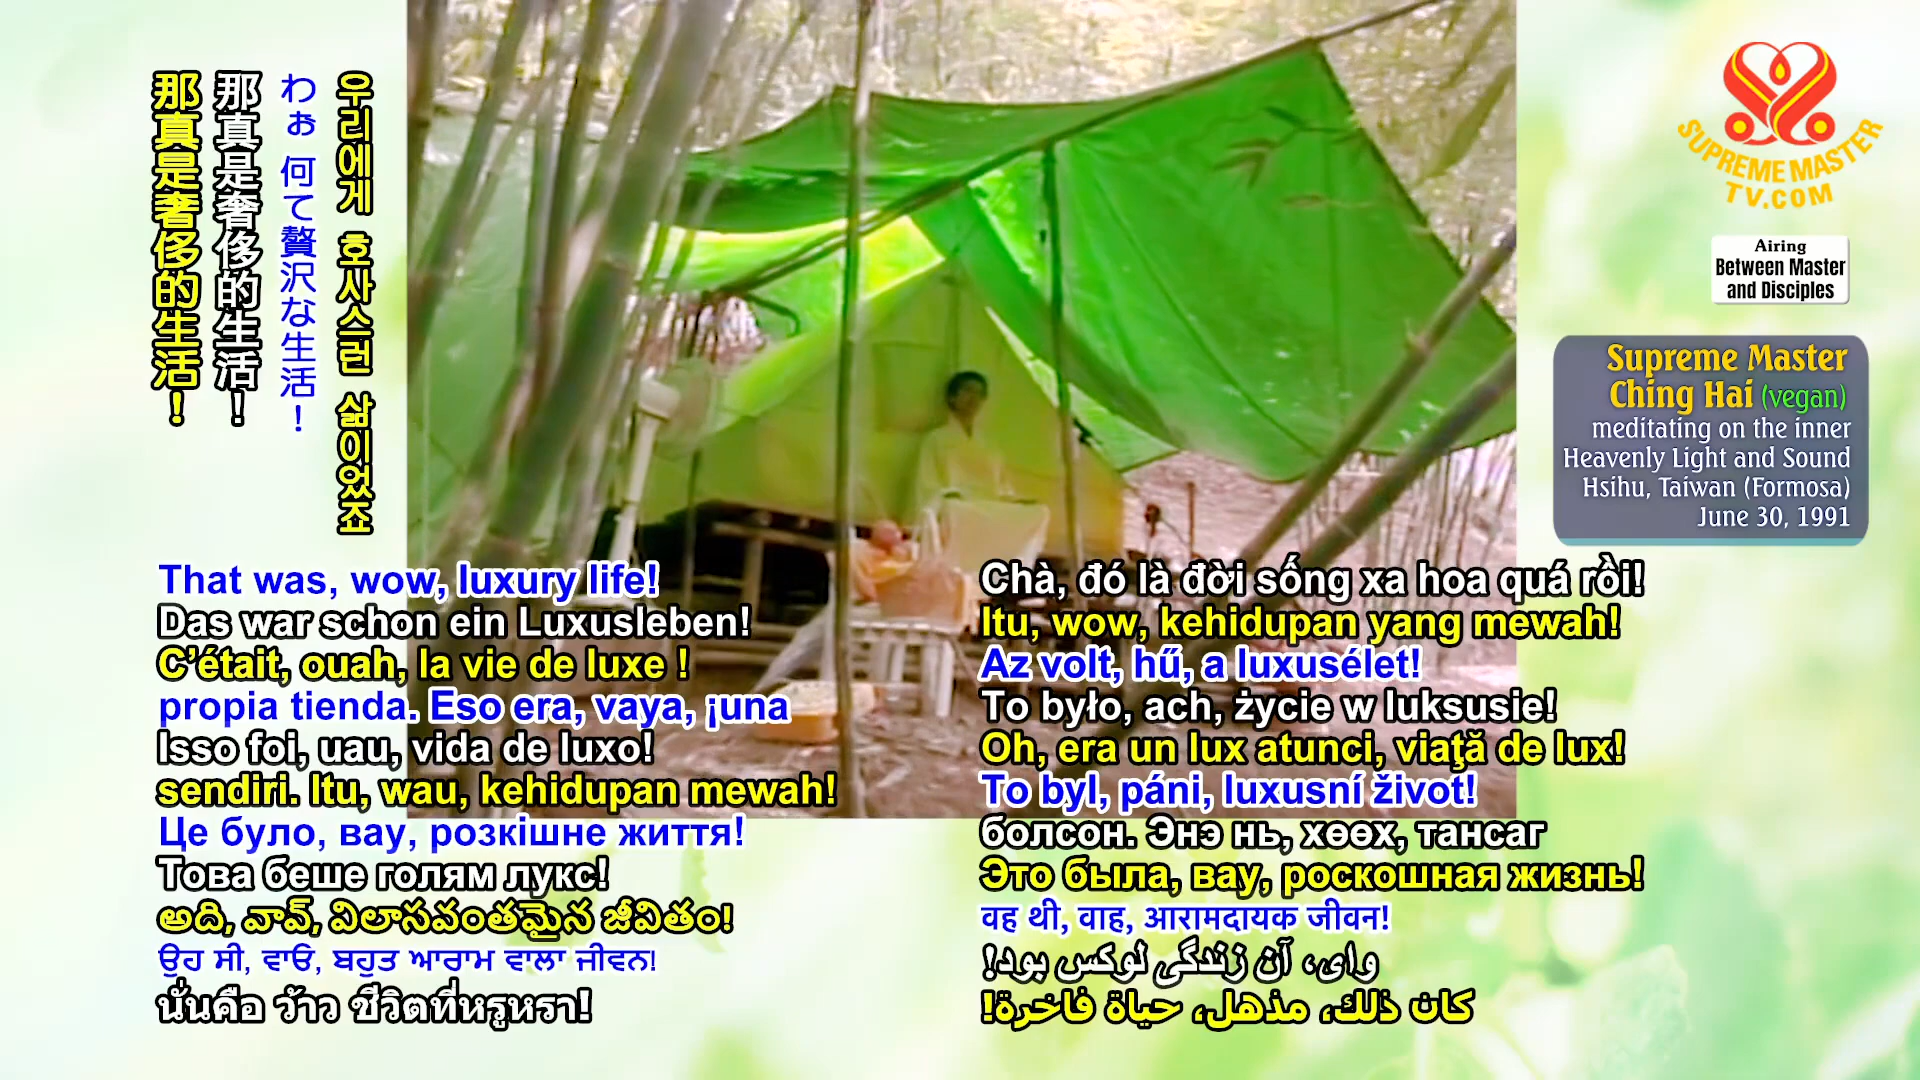 우리에게 호사스런 삶이었죠
わぁ 何て贅沢な生活！
那真是奢侈的生活！
那真是奢侈的生活！
SUPREME MASTER
TV.COM
Airing
Between Master
and Disciples
Supreme Master
Ching Hai (vegan)
meditating on the inner
Heavenly Light and Sound
Hsihu, Taiwan (Formosa)
June 30, 1991
That was, wow, luxury life!
Das war schon ein Luxusleben!
C’était, ouah, la vie de luxe !
propia tienda. Eso era, vaya, ¡una
Isso foi, uau, vida de luxo!
sendiri. Itu, wau, kehidupan mewah!
Це було, вау, розкішне життя!
Това беше голям лукс!
అది, వావ్, విలాసవంతమైన జీవితం!
ਉਹ ਸੀ, ਵਾਓ, ਬਹੁਤ ਆਰਾਮ ਵਾਲਾ ਜੀਵਨ!
นั่นคือ ว้าว ชีวิตที่หรูหรา!
Chà, đó là đời sống xa hoa quá rồi!
Itu, wow, kehidupan yang mewah!
Az volt, hű, a luxusélet!
To było, ach, życie w luksusie!
Oh, era un lux atunci, viaţă de lux!
To byl, páni, luxusní život!
болсон. Энэ нь, хөөх, тансаг
Это была, вау, роскошная жизнь!
वह थी, वाह, आरामदायक जीवन!
وای، آن زندگی لوکس بود!
كان ذلك، مذهل، حياة فاخرة!